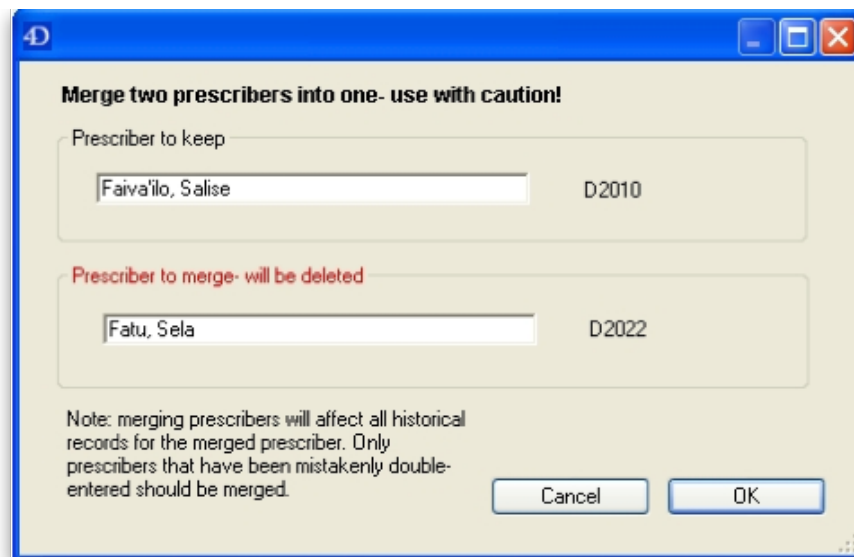 4D
Merge two prescribers into one- use with caution!
Prescriber to keep
Faiva'ilo, Salise
D2010
Prescriber to merge- will be deleted
Fatu, Sela
D2022
Note: merging prescribers will affect all historical
records for the merged prescriber. Only
prescribers that have been mistakenly double-
entered should be merged.
Cancel
OK